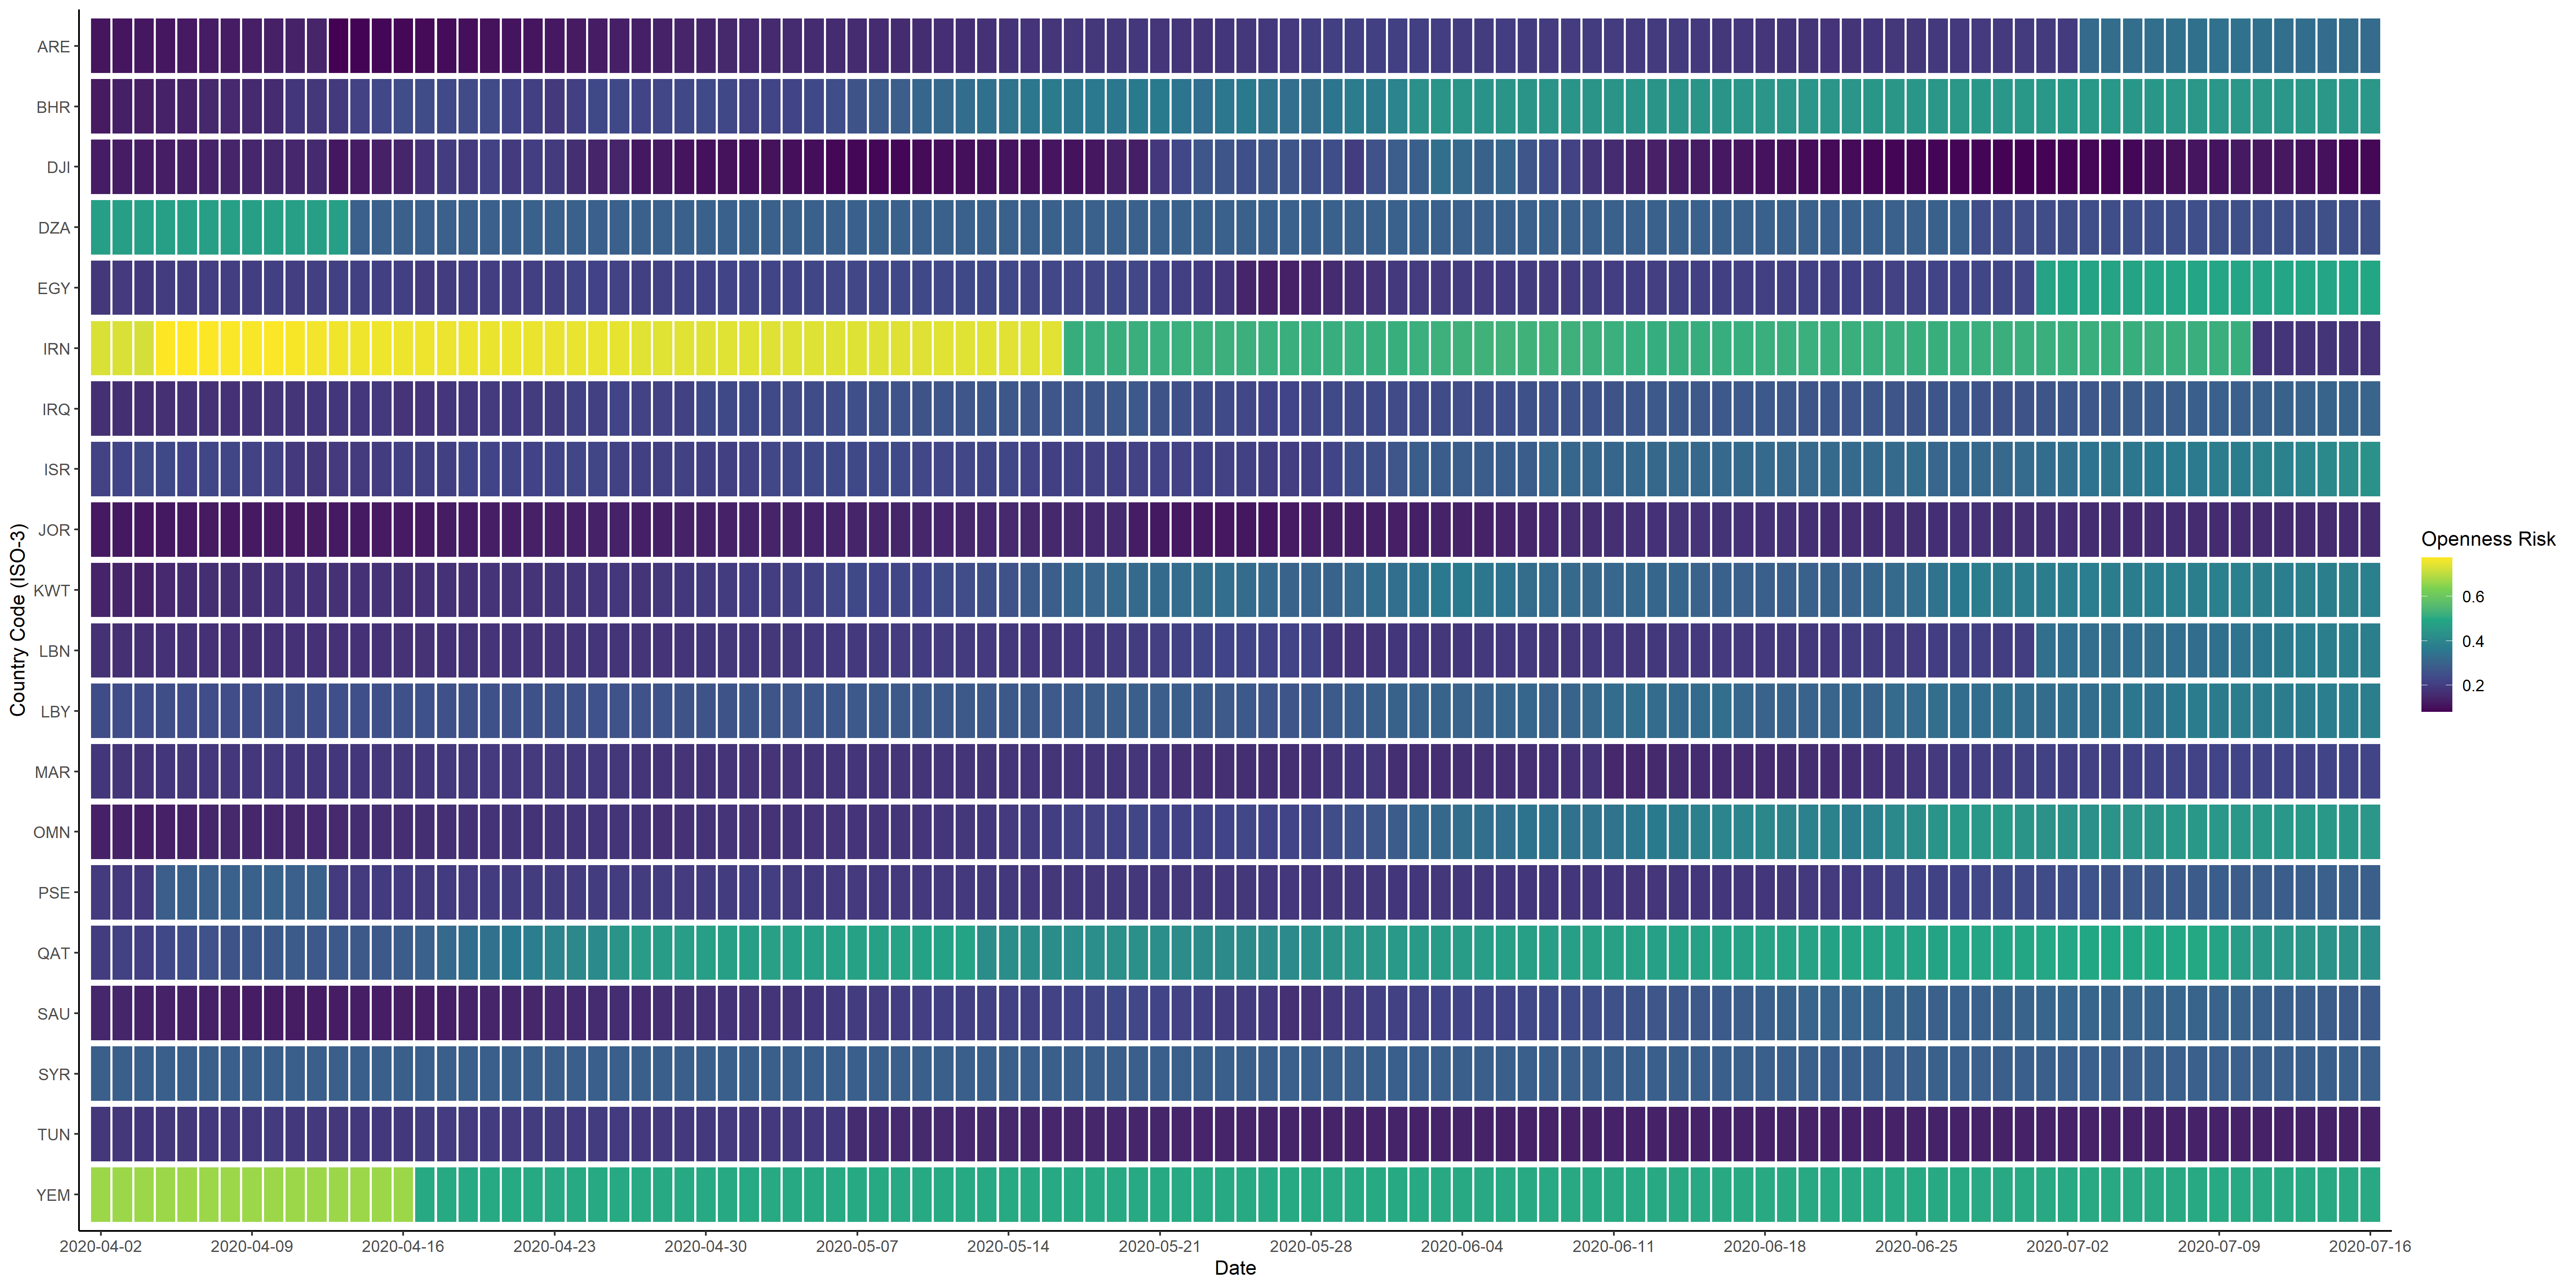 Country Code (ISO-3)
ARE
BHR
DJI
DZA
EGY
IRN
IRQ
ISR
JOR
KWT
LBN
LBY
MAR
OMN
PSE
QAT
SAU
SYR
TUN
YEM
2020-04-02 2020-04-09 2020-04-16 2020-04-23 2020-04-30 2020-05-07 2020-05-14 2020-05-21 2020-05-28 2020-06-04 2020-06-11 2020-06-18 2020-06-25 2020-07-02 2020-07-09 2020-07-16
Date
Openness Risk
0.6
0.4
0.2